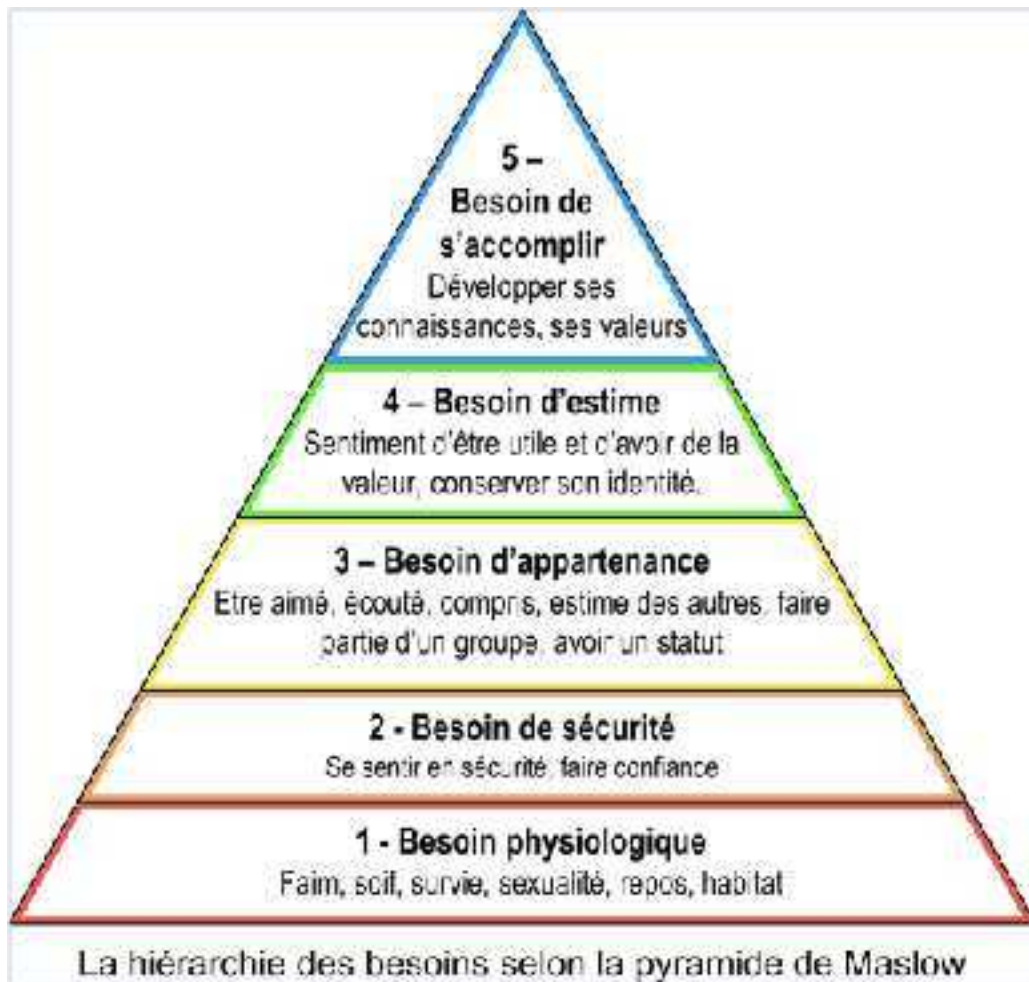 5 –
Besoin de
s'accomplir
Développer ses
connaissances, ses valeurs
4 – Besoin d'estime
Sentiment d'être utile et d'avoir de la
valeur, conserver son identité.
3 – Besoin d'appartenance
Etre aimé, écouté, compris, estime des autres, faire
partie d'un groupe, avoir un statut
2 - Besoin de sécurité
Se sentir en sécurité, faire confiance
1 - Besoin physiologique
Faim, soif, survie, sexualité, repos, habitat
La hiérarchie des besoins selon la pyramide de Maslow